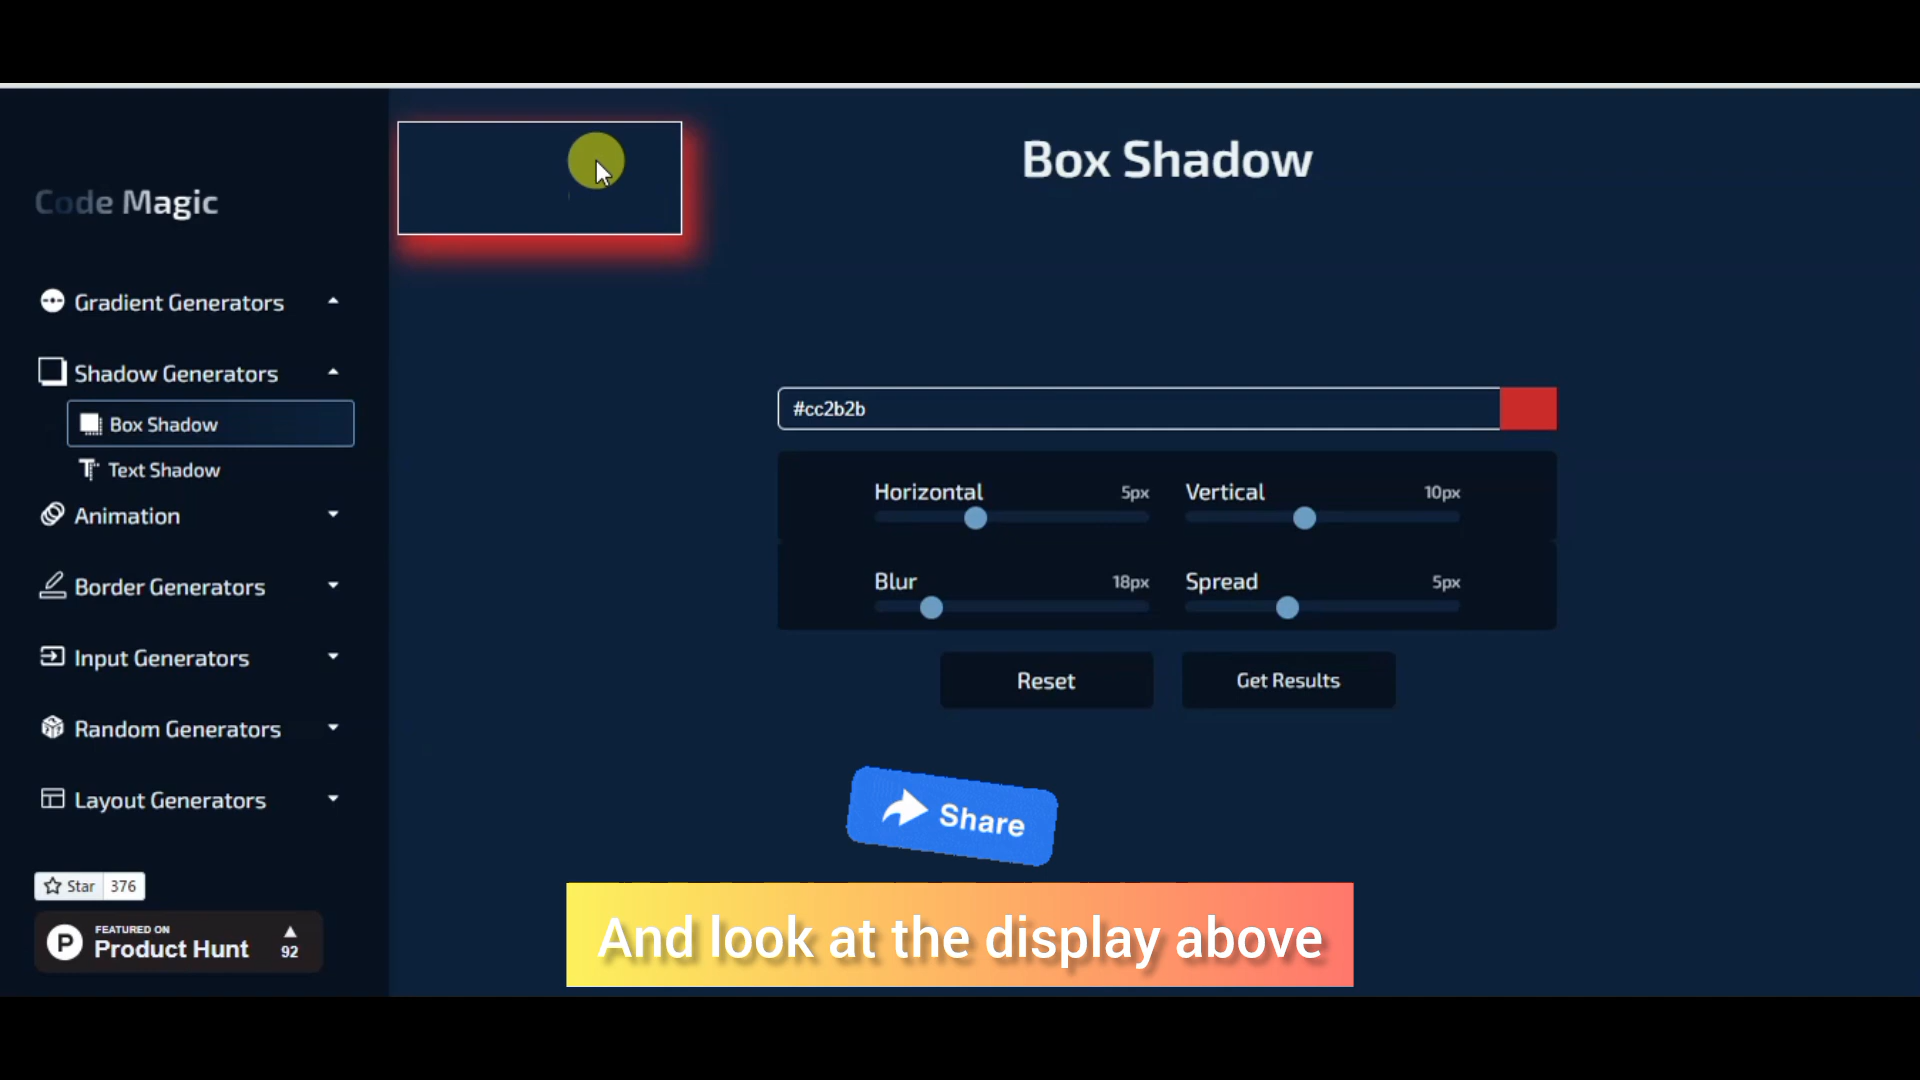 Box Shadow
Code Magic
Gradient Generators
Shadow Generators
Box Shadow
Text Shadow
Animation
Border Generators
Input Generators
Random Generators
Layout Generators
Star 376
FEATURED ON
Product Hunt
92
#cc2b2b
Horizontal 5px
Vertical 10px
Blur 18px
Spread 5px
Reset
Get Results
Share
And look at the display above